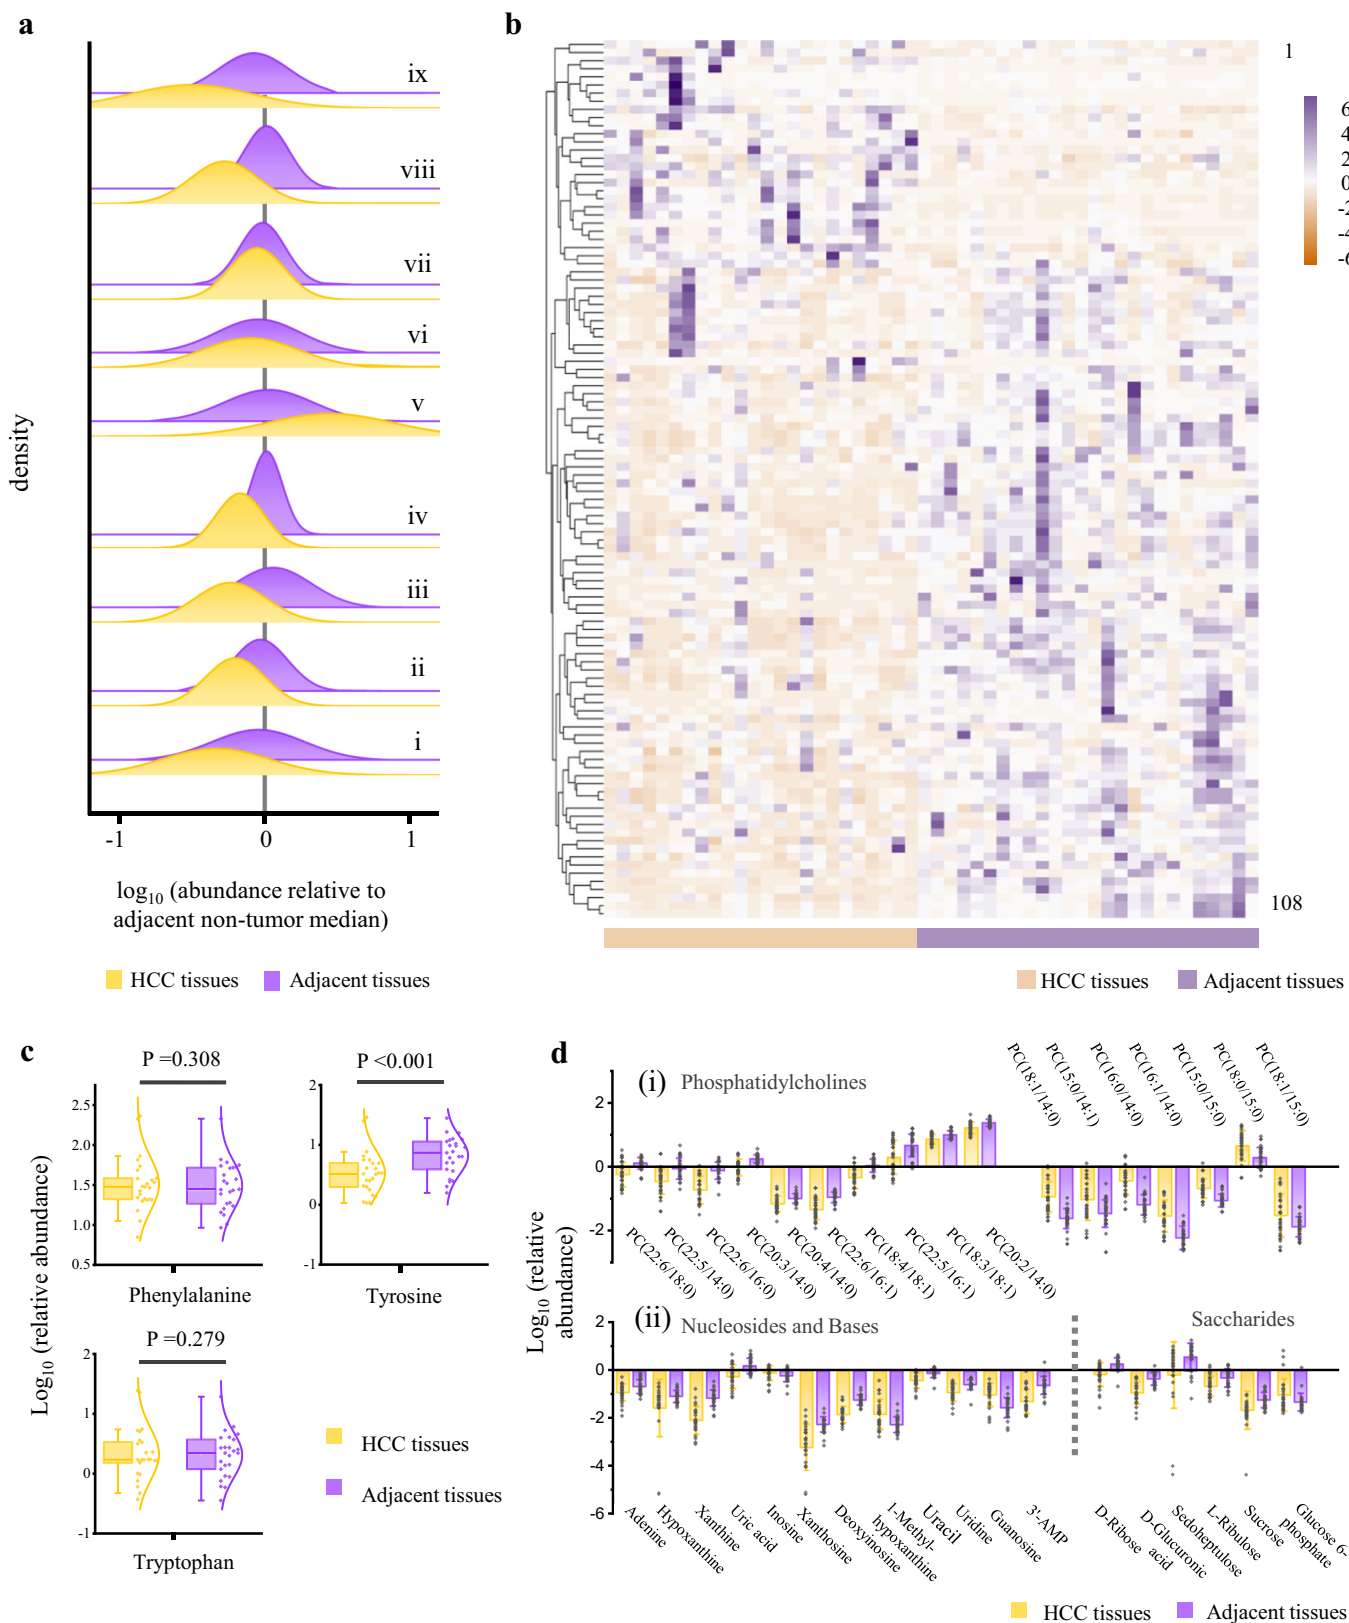 a
ix
viii
vii
vi
v
iv
iii
ii
i
density
-1
0
1
log10 (abundance relative to
adjacent non-tumor median)
HCC tissues
Adjacent tissues
b
1
6
4
2
0
-2
-4
-6
108
HCC tissues
Adjacent tissues
c
Log10 (relative abundance)
P =0.308
2.5
2.0
1.5
1.0
0.5
Phenylalanine
P <0.001
2
1
0
-1
Tyrosine
P =0.279
2
1
0
-1
Tryptophan
HCC tissues
Adjacent tissues
d
Log10 (relative
abundance)
(i)
Phosphatidylcholines
2
0
-2
PC(22:6/18:0)
PC(22:5/14:0)
PC(22:6/16:0)
PC(20:3/14:0)
PC(20:4/14:0)
PC(22:6/16:1)
PC(18:4/18:1)
PC(22:5/16:1)
PC(18:3/18:1)
PC(20:2/14:0)
PC(18:1/14:0)
PC(15:0/14:1)
PC(16:0/14:0)
PC(16:1/14:0)
PC(15:0/15:0)
PC(18:0/15:0)
PC(18:1/15:0)
(ii)
Nucleosides and Bases
Saccharides
2
0
-2
-4
-6
Adenine
Hypoxanthine
Xanthine
Uric acid
Inosine
Xanthosine
Deoxyinosine
1-Methyl-
hypoxanthine
Uracil
Uridine
Guanosine
3'-AMP
D-Ribose
D-Glucuronic
acid
Sedoheptulose
L-Ribulose
Sucrose
Glucose 6-
phosphate
HCC tissues
Adjacent tissues